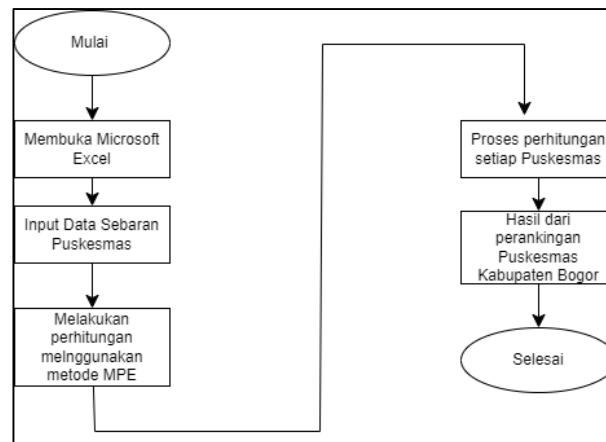 Mulai
Membuka Microsoft
Excel
Input Data Sebaran
Puskesmas
Melakukan
perhitungan
melnggunakan
metode MPE
Proses perhitungan
setiap Puskesmas
Hasil dari
perankingan
Puskesmas
Kabupaten Bogor
Selesai